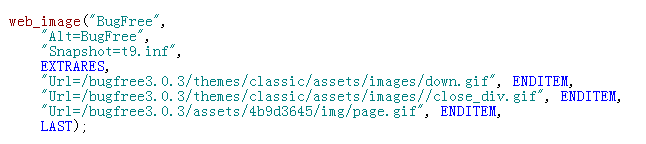 web_image("BugFree",
"Alt=BugFree",
"Snapshot=t9.inf",
EXTRARES,
"Url=/bugfree3.0.3/themes/classic/assets/images/down.gif", ENDITEM,
"Url=/bugfree3.0.3/themes/classic/assets/images//close_div.gif", ENDITEM,
"Url=/bugfree3.0.3/assets/4b9d3645/img/page.gif", ENDITEM,
LAST);